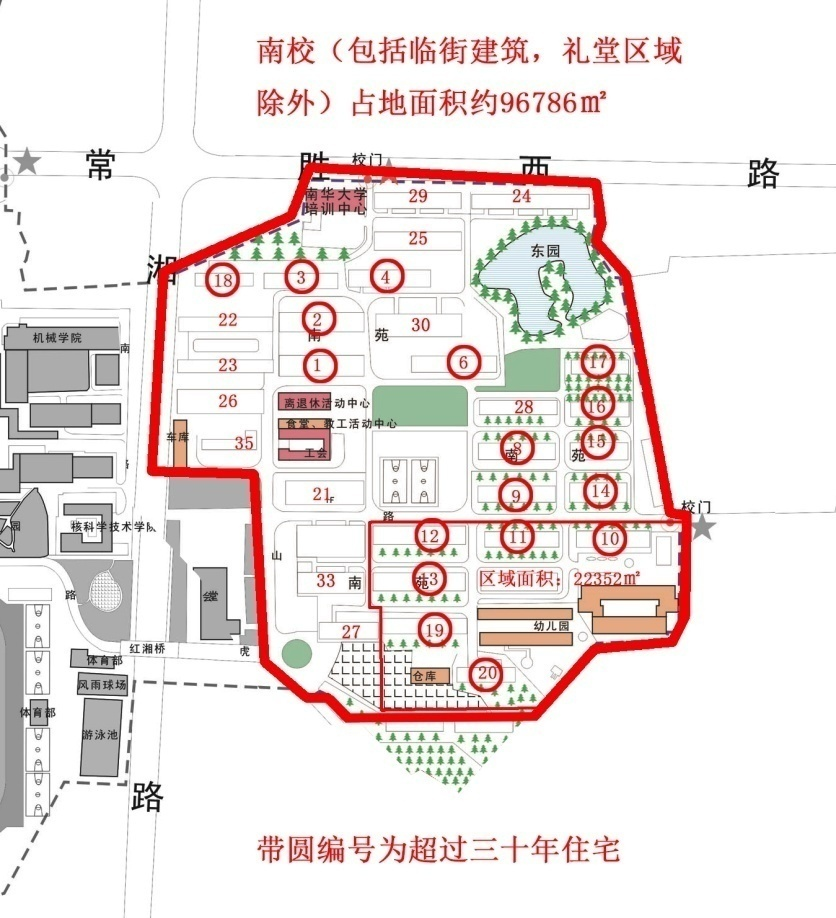 南校（包括临街建筑，礼堂区域
除外）占地面积约96786㎡
常 胜 西 路
校门
南华大学
培训中心
29
24
25
东园
湘
18
3
4
22
2
南 苑
30
机械学院
南
23
1
6
17
26
离退休活动中心
28
16
食堂、教工活动中心
车库
35
工会
8
南 苑
15
路
21
9
14
校门
园
核科学技术学队
路
12
11
10
山
33
南 苑
13
区域面积：22352㎡
路
会堂
27
19
幼儿园
红湘桥
虎
体育部
仓库
20
风雨球场
体育部
游泳池
路
带圆编号为超过三十年住宅